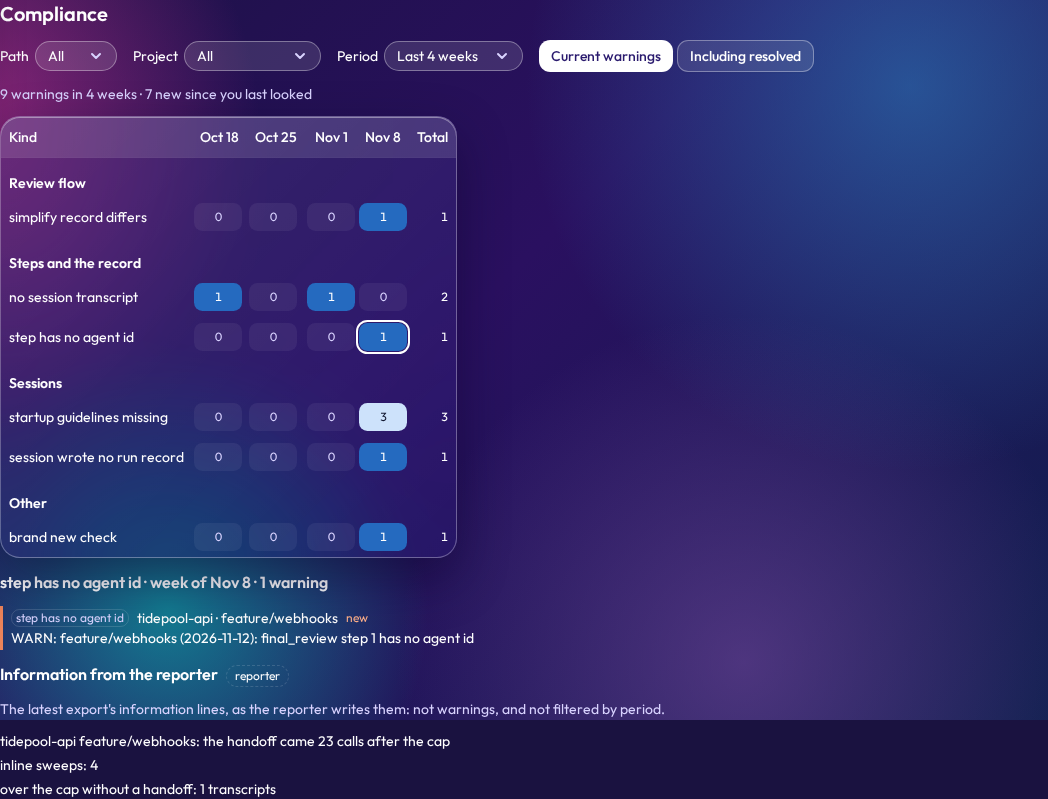 Compliance
Path All Project All Period Last 4 weeks Current warnings Including resolved
9 warnings in 4 weeks · 7 new since you last looked
Kind Oct 18 Oct 25 Nov 1 Nov 8 Total
Review flow
simplify record differs 0 0 0 1 1
Steps and the record
no session transcript 1 0 1 0 2
step has no agent id 0 0 0 1 1
Sessions
startup guidelines missing 0 0 0 3 3
session wrote no run record 0 0 0 1 1
Other
brand new check 0 0 0 1 1
step has no agent id · week of Nov 8 · 1 warning
step has no agent id tidepool-api · feature/webhooks new
WARN: feature/webhooks (2026-11-12): final_review step 1 has no agent id
Information from the reporter reporter
The latest export's information lines, as the reporter writes them: not warnings, and not filtered by period.
tidepool-api feature/webhooks: the handoff came 23 calls after the cap
inline sweeps: 4
over the cap without a handoff: 1 transcripts